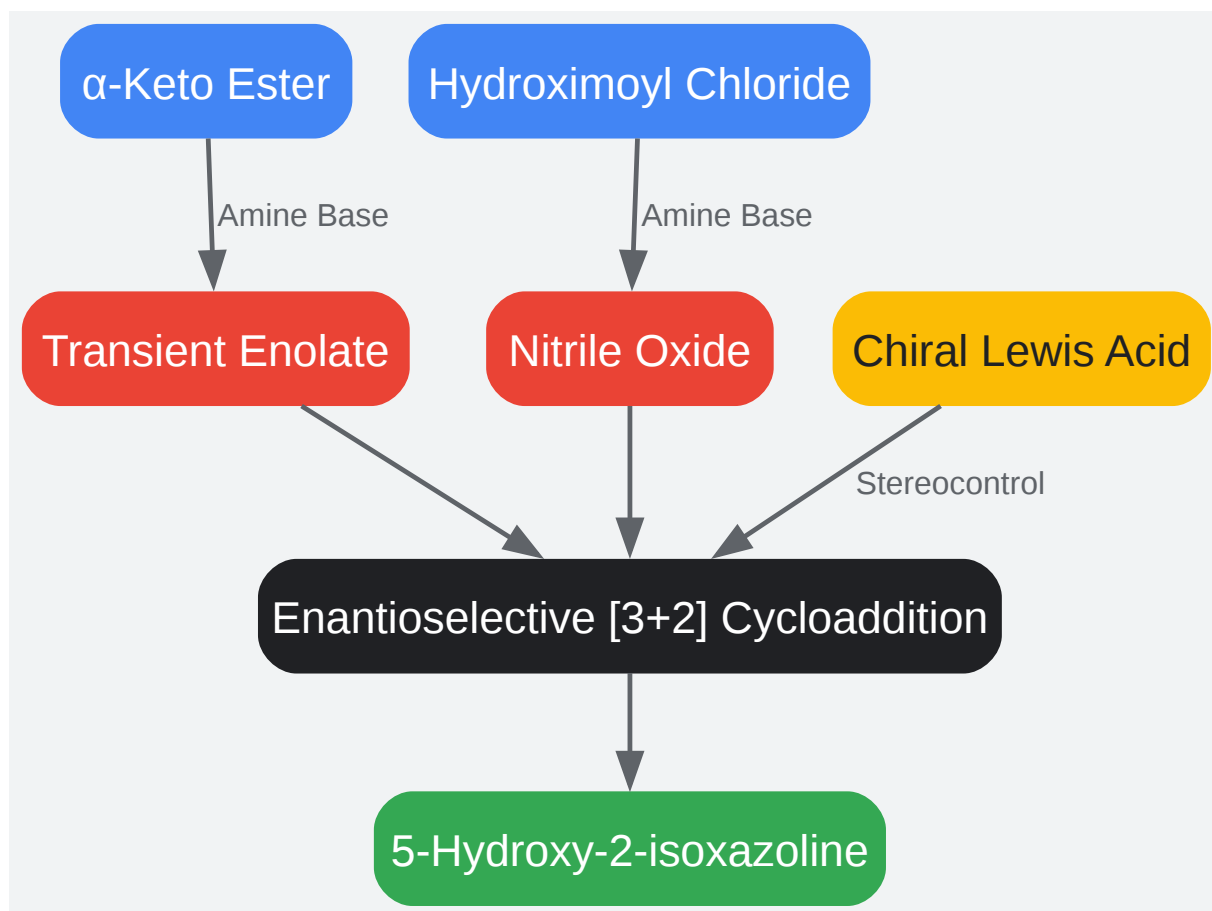 α-Keto Ester
Hydroximoyl Chloride
Amine Base
Amine Base
Transient Enolate
Nitrile Oxide
Chiral Lewis Acid
Stereocontrol
Enantioselective [3+2] Cycloaddition
5-Hydroxy-2-isoxazoline